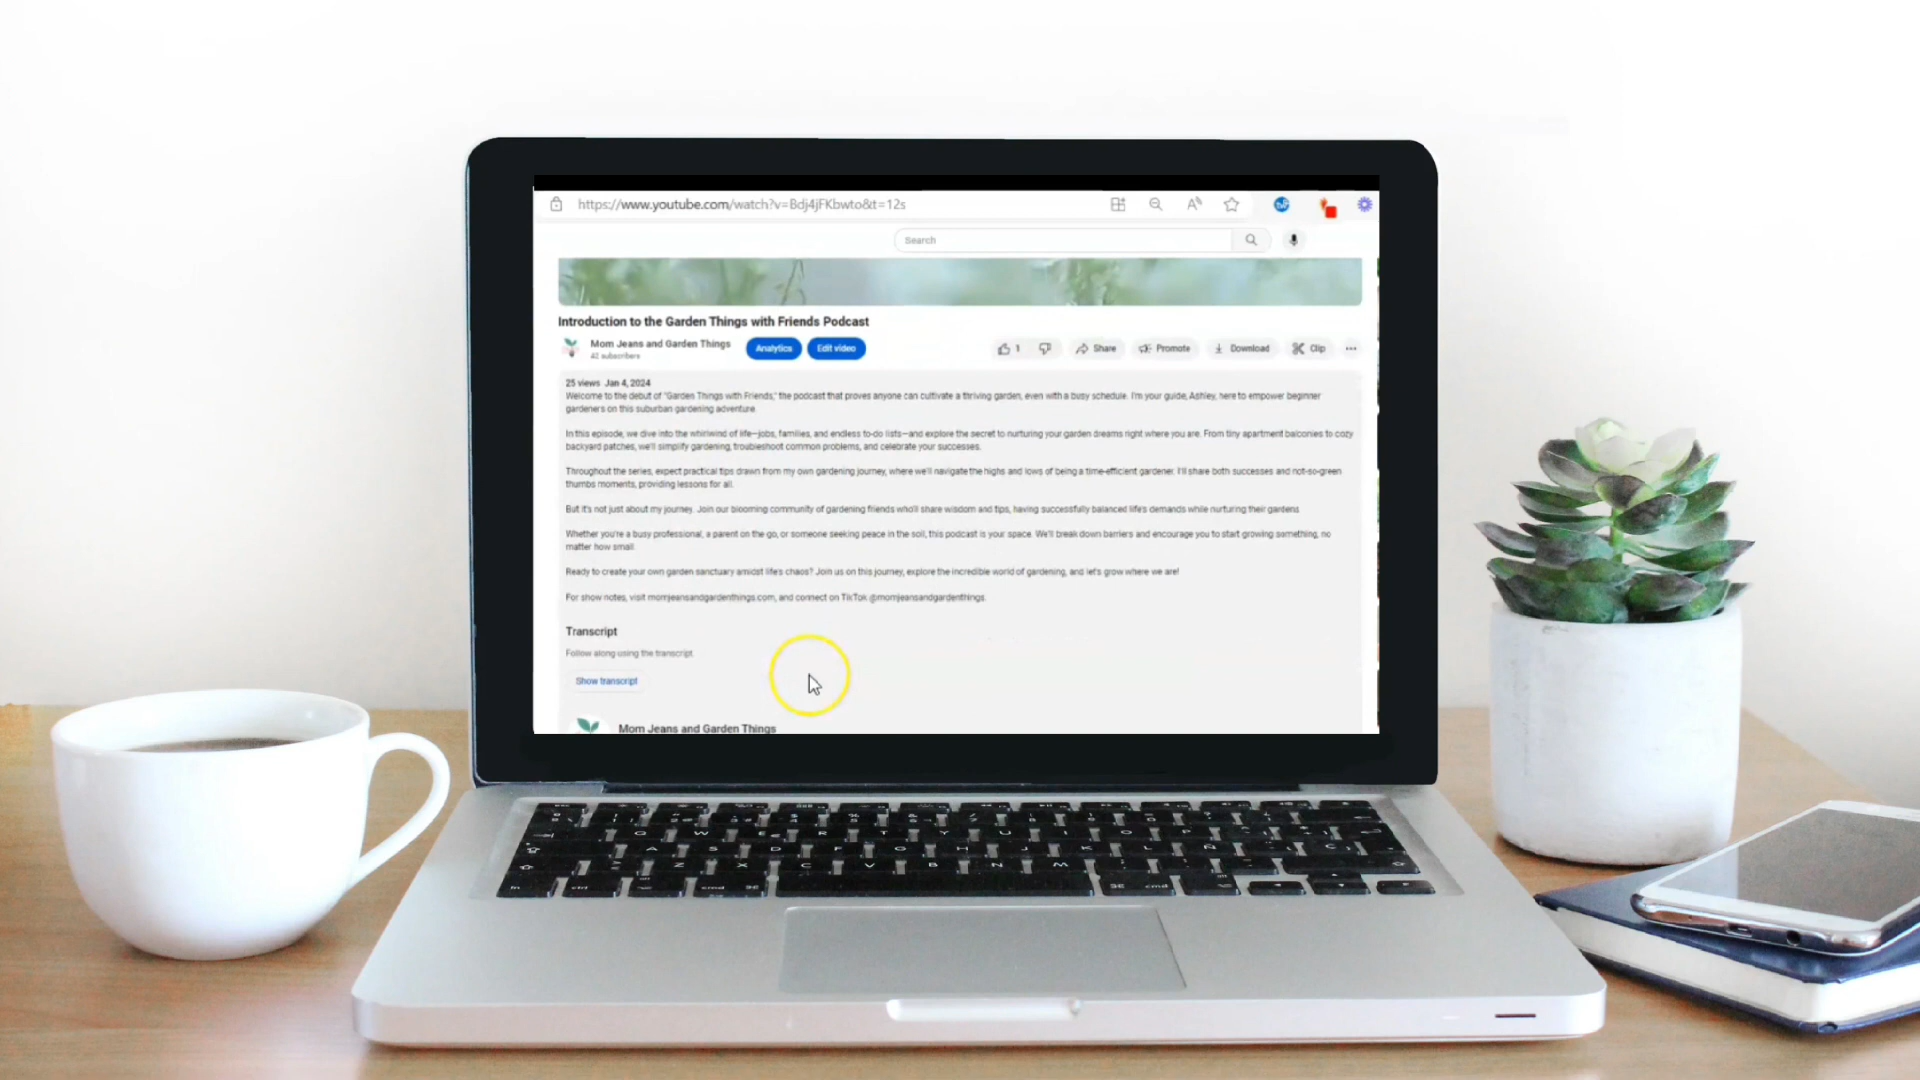 https://www.youtube.com/watch?v=Bdj4jFKbwto&t=12s
Search
Introduction to the Garden Things with Friends Podcast
Mom Jeans and Garden Things
42 subscribers
Analytics
Edit video
1
Share
Promote
Download
Clip
25 views Jan 4, 2024
Welcome to the debut of "Garden Things with Friends," the podcast that proves anyone can cultivate a thriving garden, even with a busy schedule. I'm your guide, Ashley, here to empower beginner
gardeners on this suburban gardening adventure.
In this episode, we dive into the whirlwind of life—jobs, families, and endless to-do lists—and explore the secret to nurturing your garden dreams right where you are. From tiny apartment balconies to cozy
backyard patches, we'll simplify gardening, troubleshoot common problems, and celebrate your successes.
Throughout the series, expect practical tips drawn from my own gardening journey, where we'll navigate the highs and lows of being a time-efficient gardener. I'll share both successes and not-so-green
thumbs moments, providing lessons for all.
But it's not just about my journey. Join our blooming community of gardening friends who'll share wisdom and tips, having successfully balanced life's demands while nurturing their gardens.
Whether you're a busy professional, a parent on the go, or someone seeking peace in the soil, this podcast is your space. We'll break down barriers and encourage you to start growing something, no
matter how small.
Ready to create your own garden sanctuary amidst life's chaos? Join us on this journey, explore the incredible world of gardening, and let's grow where we are!
For show notes, visit momjeansandgardenthings.com, and connect on TikTok @momjeansandgardenthings.
Transcript
Follow along using the transcript.
Show transcript
Mom Jeans and Garden Things
Q W E R T Y U I O P
A S D F G H J K L Ñ
Z X C V B N M
fn ctrl cmd cmd